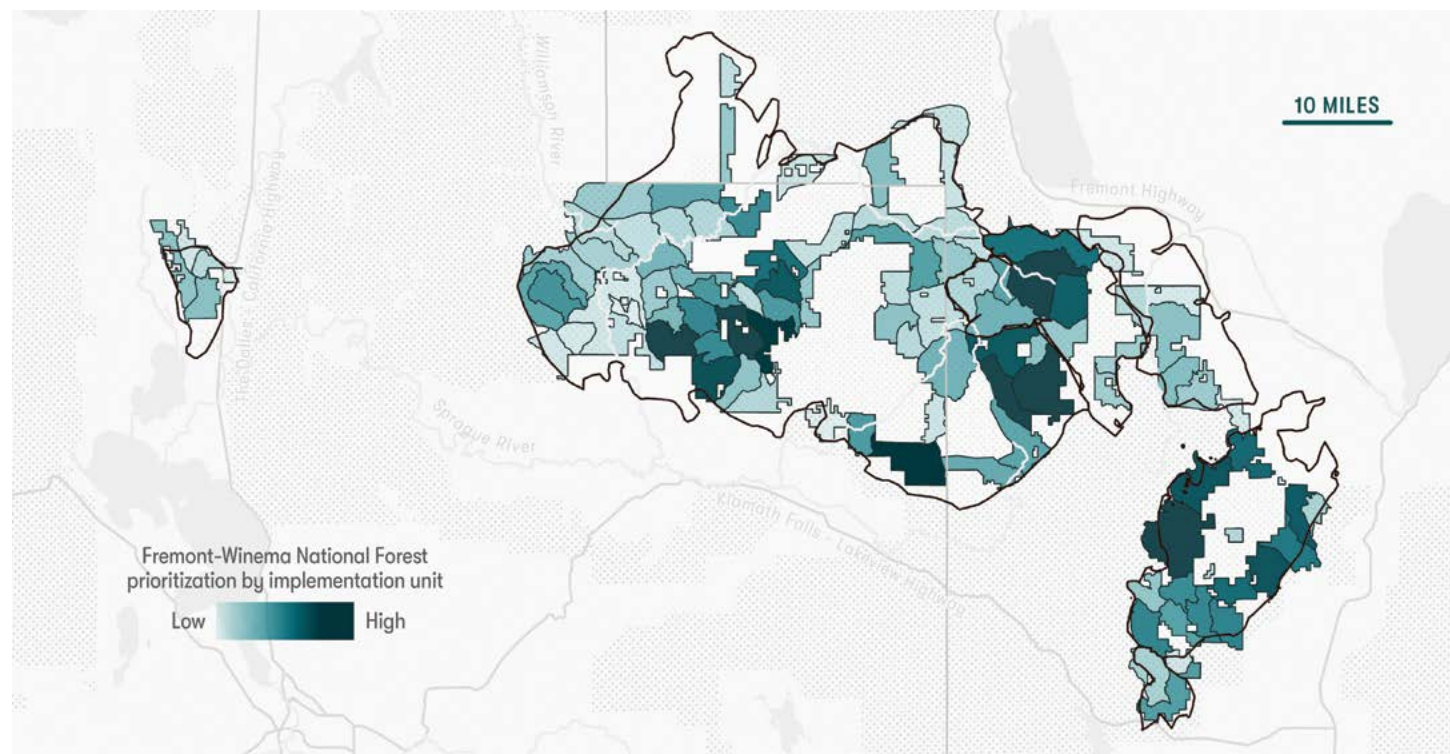 Williamson River
10 MILES
Fremont Highway
The Dalles - California Highway
Sprague River
Klamath Falls - Lakeview Highway
Fremont-Winema National Forest
prioritization by implementation unit
Low High